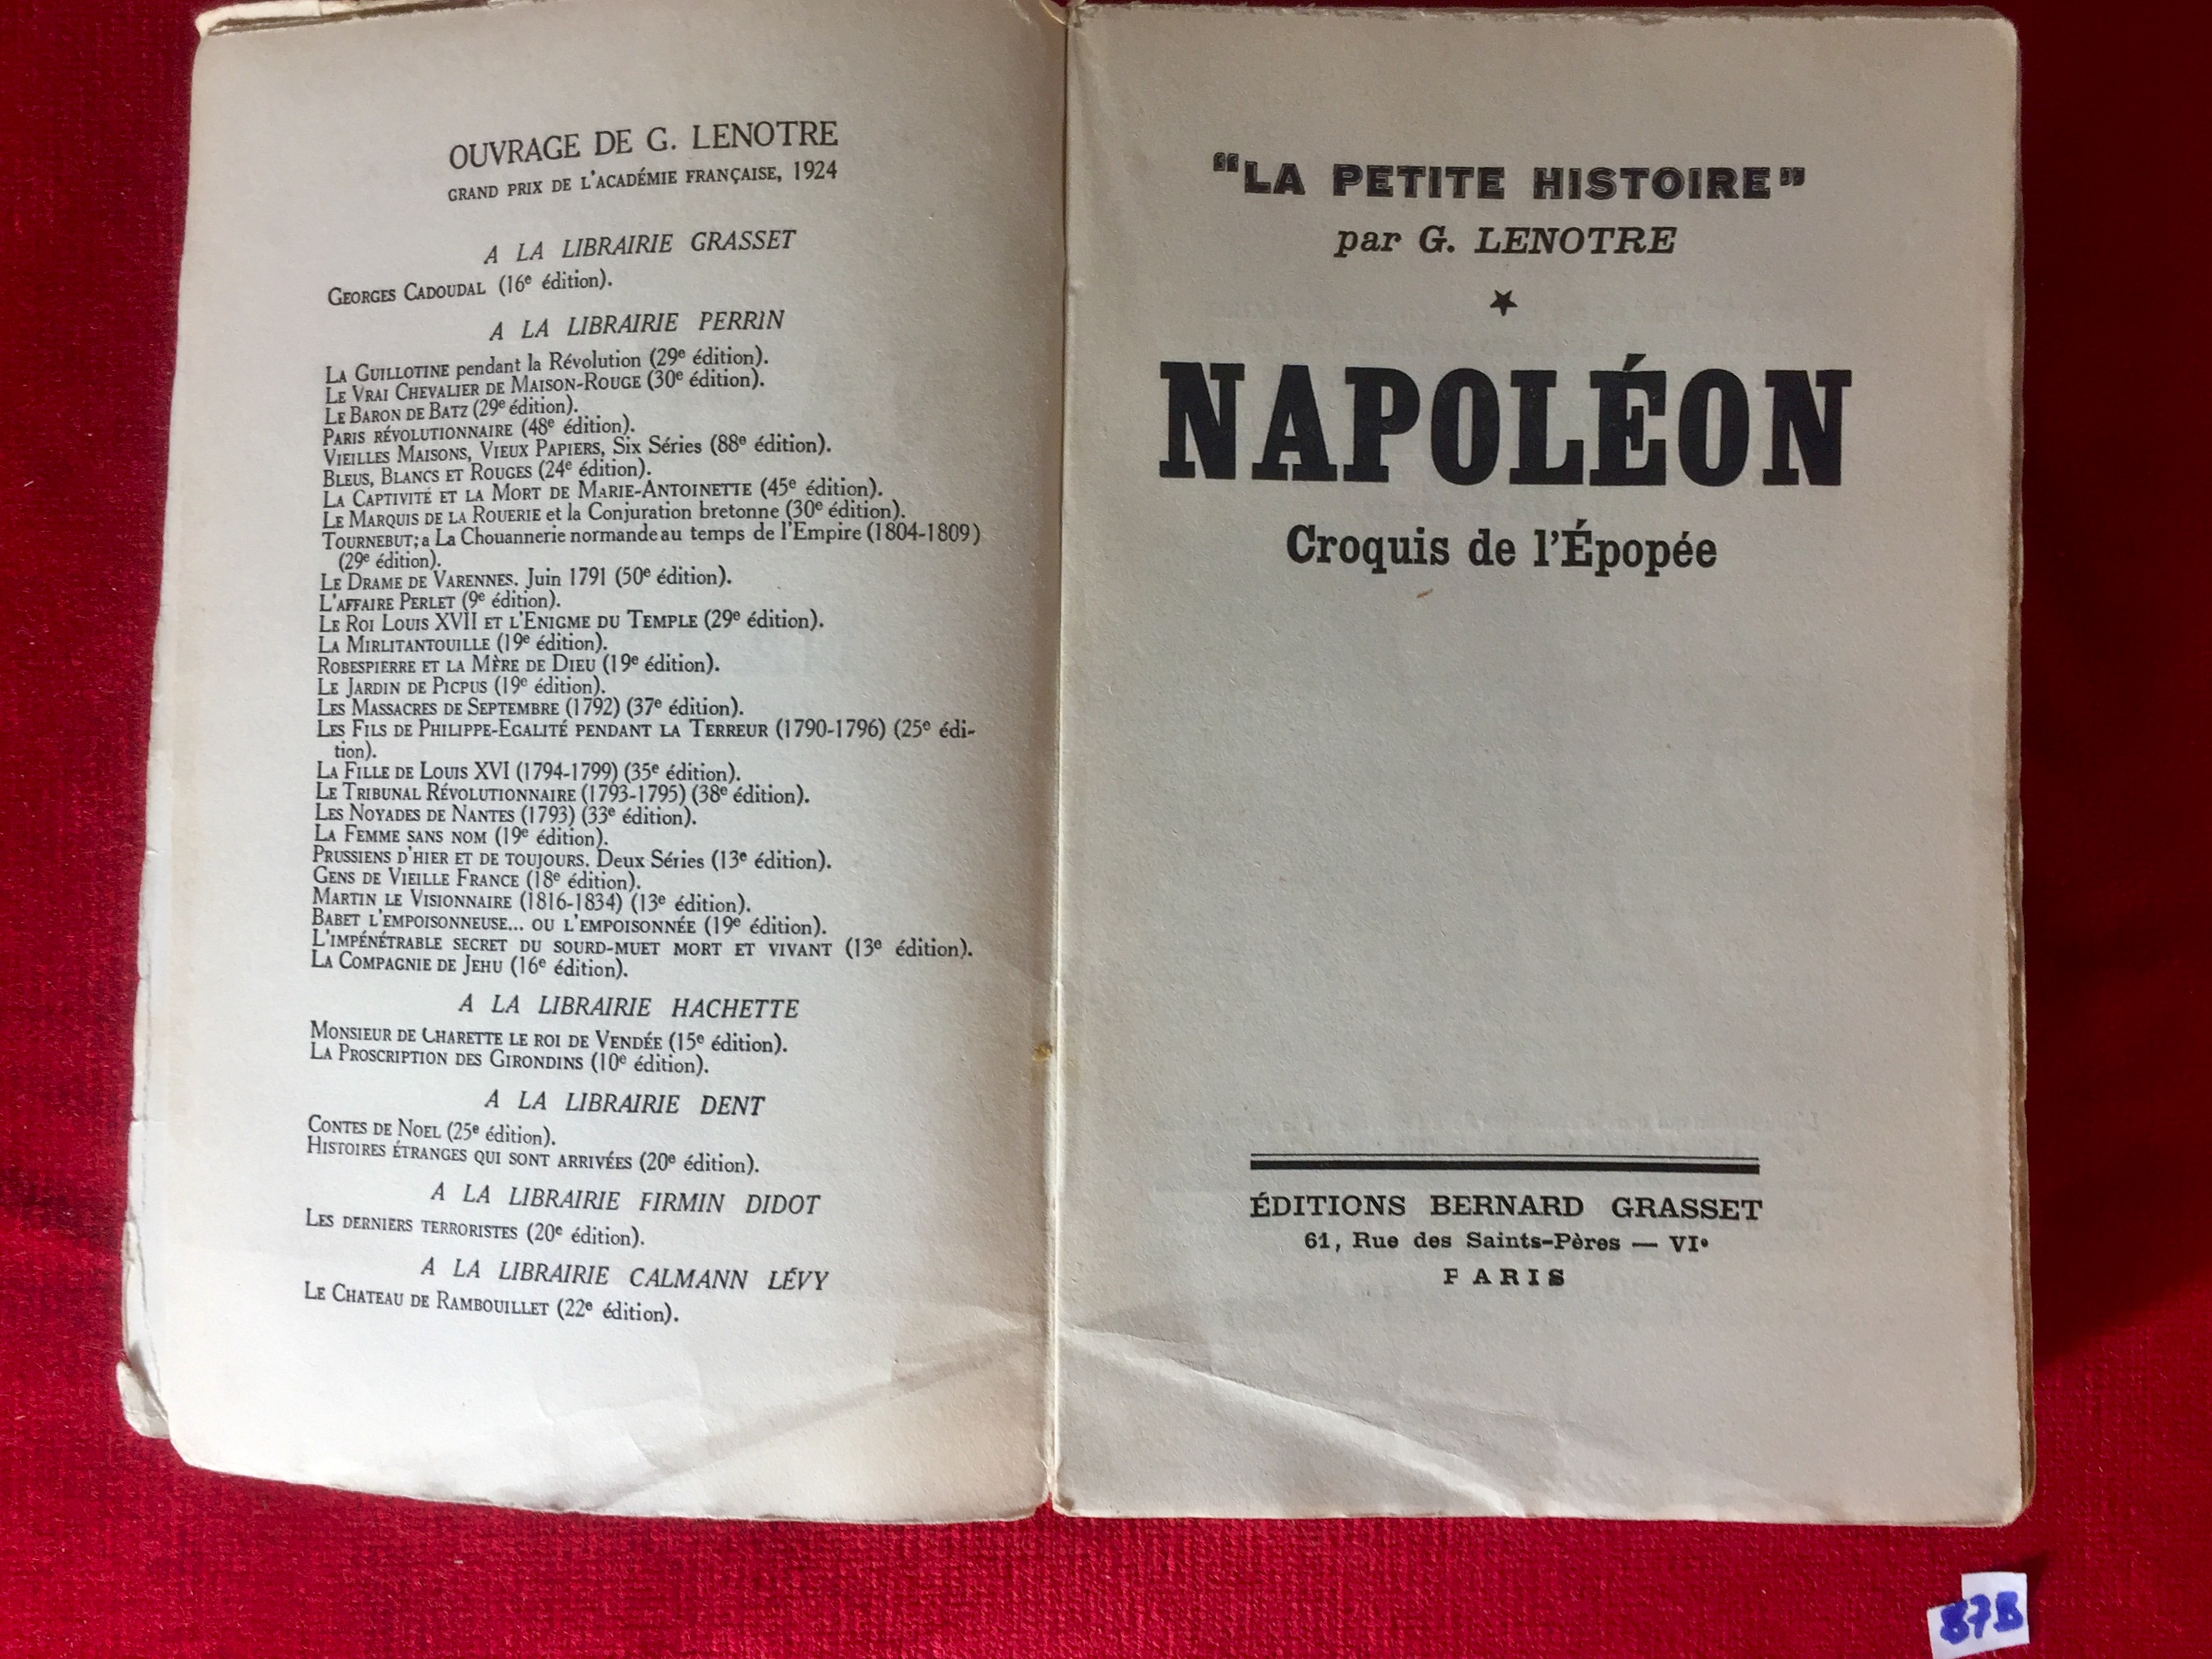 OUVRAGE DE G. LENOTRE
GRAND PRIX DE L'ACADÉMIE FRANÇAISE, 1924
A LA LIBRAIRIE GRASSET
GEORGES CADOUDAL (16e édition).
A LA LIBRAIRIE PERRIN
LA GUILLOTINE pendant la Révolution (29e édition).
LE VRAI CHEVALIER DE MAISON-ROUGE (30e édition).
LE BARON DE BATZ (29e édition).
PARIS RÉVOLUTIONNAIRE (48e édition).
VIEILLES MAISONS, VIEUX PAPIERS, Six Séries (88e édition).
BLEUS, BLANCS ET ROUGES (24e édition).
LA CAPTIVITÉ ET LA MORT DE MARIE-ANTOINETTE (45e édition).
LE MARQUIS DE LA ROUERIE et la Conjuration bretonne (30e édition).
TOURNEBUT; a La Chouannerie normande au temps de l'Empire (1804-1809)
(29e édition).
LE DRAME DE VARENNES. Juin 1791 (50e édition).
L'AFFAIRE PERLET (9e édition).
LE ROI LOUIS XVII ET L'ENIGME DU TEMPLE (29e édition).
LA MIRLITANTOUILLE (19e édition).
ROBESPIERRE ET LA MÈRE DE DIEU (19e édition).
LE JARDIN DE PICPUS (19e édition).
LES MASSACRES DE SEPTEMBRE (1792) (37e édition).
LES FILS DE PHILIPPE-EGALITÉ PENDANT LA TERREUR (1790-1796) (25e édi-
tion).
LA FILLE DE LOUIS XVI (1794-1799) (35e édition).
LE TRIBUNAL RÉVOLUTIONNAIRE (1793-1795) (38e édition).
LES NOYADES DE NANTES (1793) (33e édition).
LA FEMME SANS NOM (19e édition).
PRUSSIENS D'HIER ET DE TOUJOURS. Deux Séries (13e édition).
GENS DE VIEILLE FRANCE (18e édition).
MARTIN LE VISIONNAIRE (1816-1834) (13e édition).
BABET L'EMPOISONNEUSE... OU L'EMPOISONNÉE (19e édition).
L'IMPÉNÉTRABLE SECRET DU SOURD-MUET MORT ET VIVANT (13e édition).
LA COMPAGNIE DE JEHU (16e édition).
A LA LIBRAIRIE HACHETTE
MONSIEUR DE CHARETTE LE ROI DE VENDÉE (15e édition).
LA PROSCRIPTION DES GIRONDINS (10e édition).
A LA LIBRAIRIE DENT
CONTES DE NOEL (25e édition).
HISTOIRES ÉTRANGES QUI SONT ARRIVÉES (20e édition).
A LA LIBRAIRIE FIRMIN DIDOT
LES DERNIERS TERRORISTES (20e édition).
A LA LIBRAIRIE CALMANN LÉVY
LE CHATEAU DE RAMBOUILLET (22e édition).
"LA PETITE HISTOIRE"
par G. LENOTRE
NAPOLÉON
Croquis de l'Épopée
ÉDITIONS BERNARD GRASSET
61, Rue des Saints-Pères — VIe
PARIS